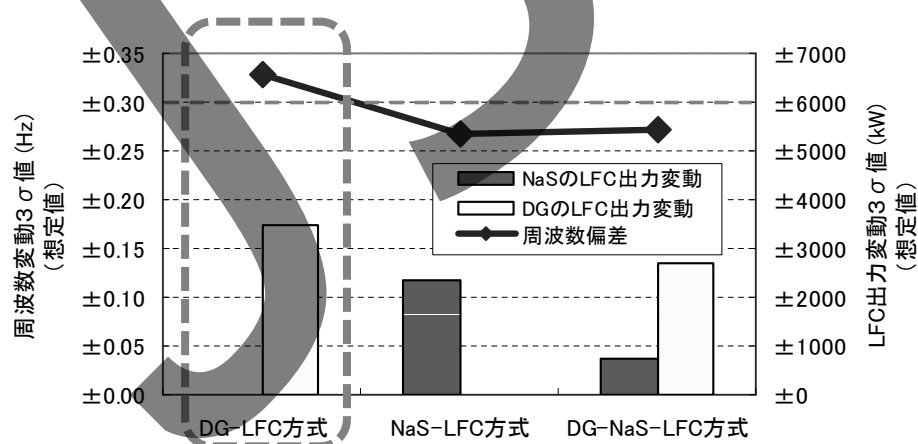 ±0.35
±0.30
±0.25
±0.20
±0.15
±0.10
±0.05
±0.00
周波数変動3σ値(Hz)
(想定値)
±7000
±6000
±5000
±4000
±3000
±2000
±1000
±0
LFC出力変動3σ値(kW)
(想定値)
NaSのLFC出力変動
DGのLFC出力変動
周波数偏差
DG-LFC方式
NaS-LFC方式
DG-NaS-LFC方式